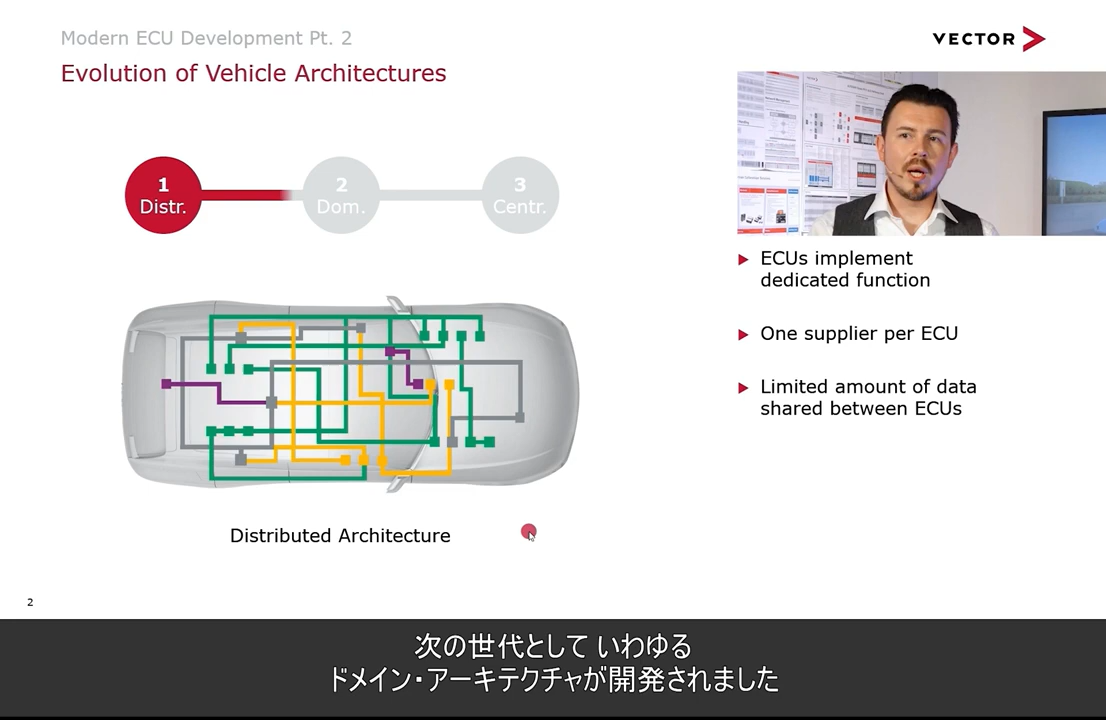 Modern ECU Development Pt. 2
Evolution of Vehicle Architectures
VECTOR
1
Distr.
2
Dom.
3
Centr.
ECUs implement
dedicated function
One supplier per ECU
Limited amount of data
shared between ECUs
Distributed Architecture
2
次の世代として いわゆる
ドメイン・アーキテクチャが開発されました